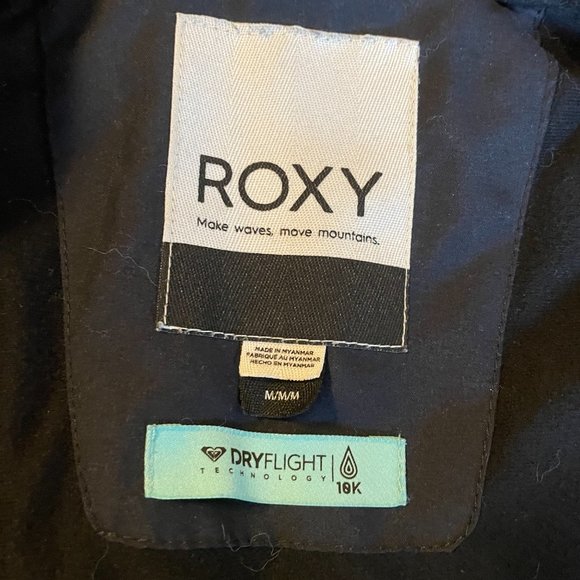 ROXY
Make waves, move mountains.
MADE IN MYANMAR
FABRIQUÉ AU MYANMAR
HECHO EN MYANMAR
M/M/M
DRYFLIGHT
TECHNOLOGY
10K